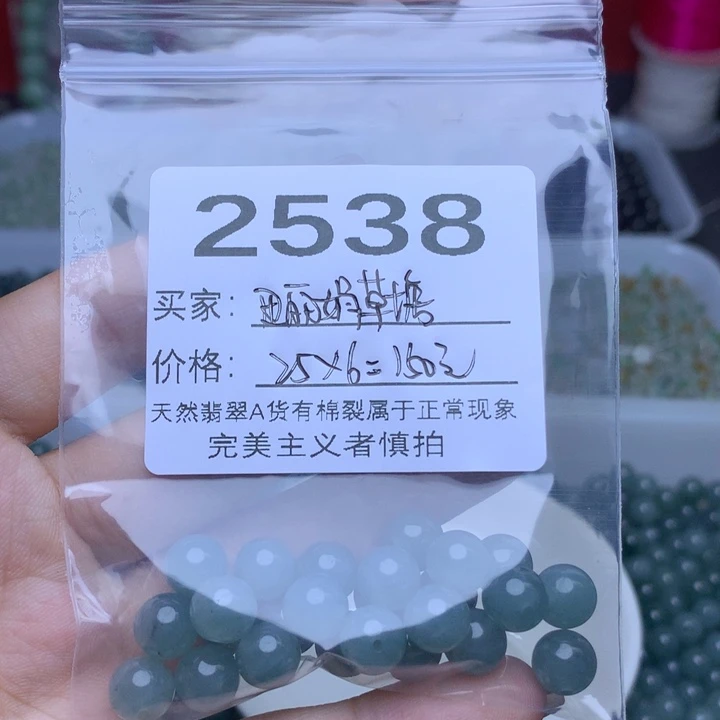 2538
买家：
价格：25×6=150元
天然翡翠A货有棉裂属于正常现象
完美主义者慎拍